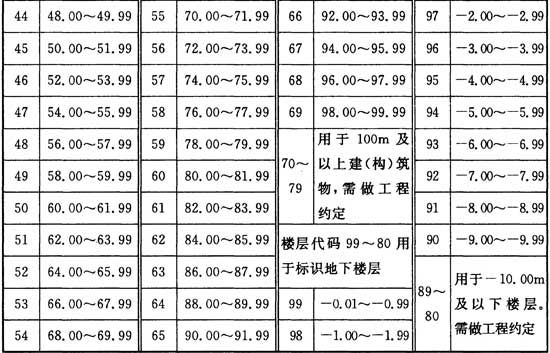 44 48.00～49.99 55 70.00～71.99 66 92.00～93.99 97 －2.00～－2.99
45 50.00～51.99 56 72.00～73.99 67 94.00～95.99 96 －3.00～－3.99
46 52.00～53.99 57 74.00～75.99 68 96.00～97.99 95 －4.00～－4.99
47 54.00～55.99 58 76.00～77.99 69 98.00～99.99 94 －5.00～－5.99
48 56.00～57.99 59 78.00～79.99 93 －6.00～－6.99
49 58.00～59.99 60 80.00～81.99 92 －7.00～－7.99
50 60.00～61.99 61 82.00～83.99 91 －8.00～－8.99
70～
79
用于 100m 及
以上建(构)筑
物,需做工程
约定
51 62.00～63.99 62 84.00～85.99 90 －9.00～－9.99
楼层代码 99～80 用
于标识地下楼层
52 64.00～65.99 63 86.00～87.99
53 66.00～67.99 64 88.00～89.99 99 －0.01～－0.99
54 68.00～69.99 65 90.00～91.99 98 －1.00～－1.99
89～
80
用于－10.00m
及以下楼层。
需做工程约定